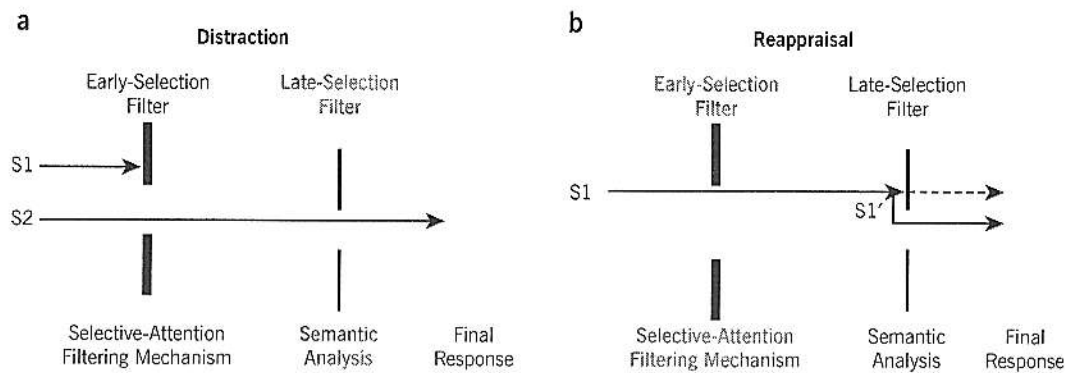 a
Distraction
Early-Selection
Filter
Late-Selection
Filter
S1
S2
Selective-Attention
Filtering Mechanism
Semantic
Analysis
Final
Response
b
Reappraisal
Early-Selection
Filter
Late-Selection
Filter
S1
S1′
Selective-Attention
Filtering Mechanism
Semantic
Analysis
Final
Response